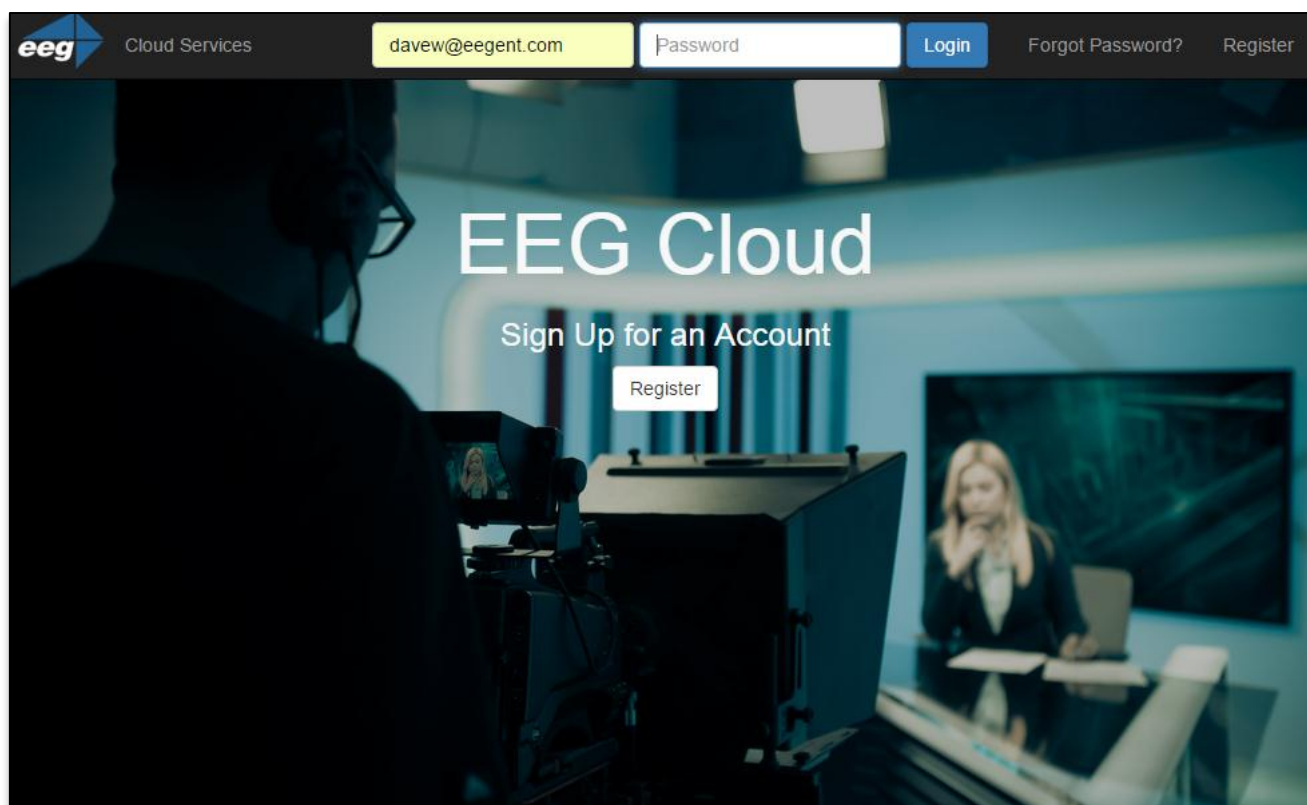 eeg
Cloud Services davew@eegent.com Password Login Forgot Password? Register
EEG Cloud
Sign Up for an Account
Register